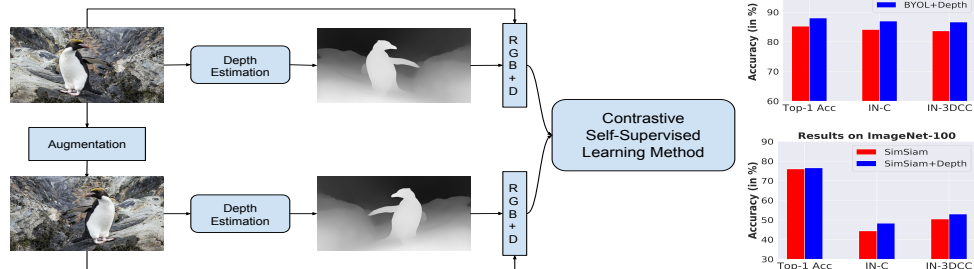 Depth
Estimation
R
G
B
+
D
Augmentation
Contrastive
Self-Supervised
Learning Method
Depth
Estimation
R
G
B
+
D
BYOL+Depth
Accuracy (in %)
90
80
70
60
Top-1 Acc
IN-C
IN-3DCC
Results on ImageNet-100
SimSiam
SimSiam+Depth
Accuracy (in %)
90
80
70
60
50
40
30
Top-1 Acc
IN-C
IN-3DCC